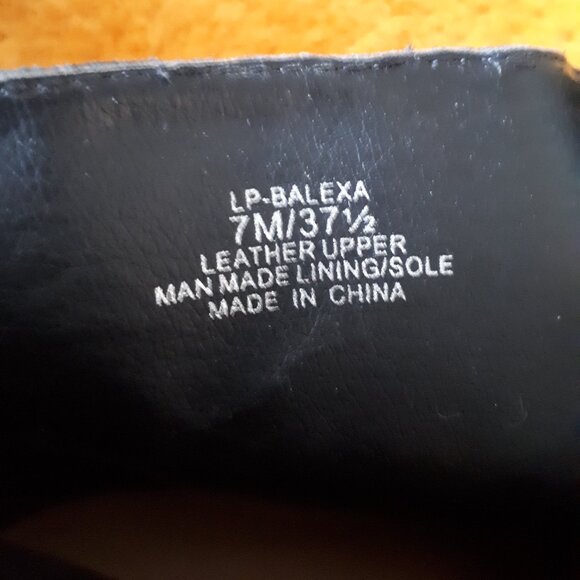 LP-BALEXA
7M/37½
LEATHER UPPER
MAN MADE LINING/SOLE
MADE IN CHINA